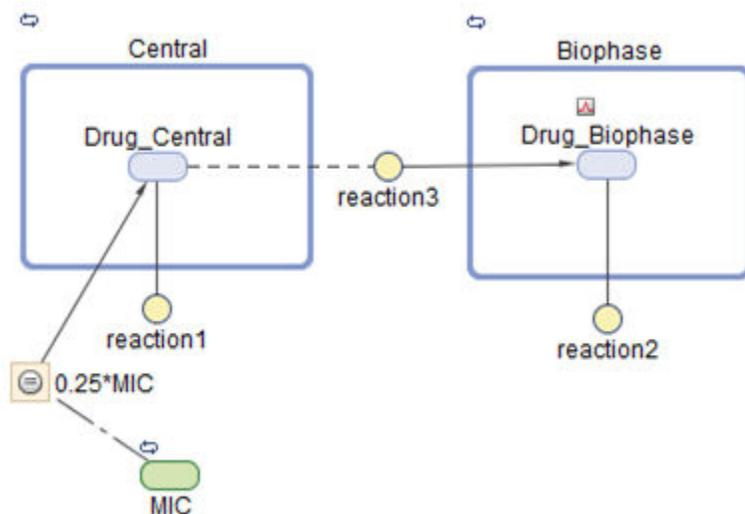 Central
Biophase
Drug_Central
Drug_Biophase
reaction3
reaction1
reaction2
0.25*MIC
MIC